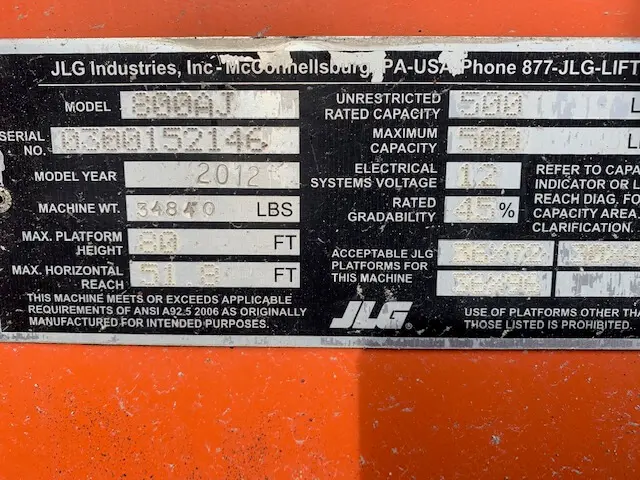 JLG Industries, Inc-McConnellsburg, PA-USA Phone 877-JLG-LIFT
MODEL 800AJ
SERIAL NO. 0300152146
MODEL YEAR 2012
MACHINE WT. 34840 LBS
MAX. PLATFORM HEIGHT 80 FT
MAX. HORIZONTAL REACH 51 8 FT
THIS MACHINE MEETS OR EXCEEDS APPLICABLE
REQUIREMENTS OF ANSI A92.5 2006 AS ORIGINALLY
MANUFACTURED FOR INTENDED PURPOSES.
UNRESTRICTED RATED CAPACITY 500 L
MAXIMUM CAPACITY 500
ELECTRICAL SYSTEMS VOLTAGE 12
RATED GRADABILITY 45 %
REFER TO CAPA
INDICATOR OR
REACH DIAG. FO
CAPACITY AREA
CLARIFICATION.
ACCEPTABLE JLG
PLATFORMS FOR
THIS MACHINE
JLG
USE OF PLATFORMS OTHER THA
THOSE LISTED IS PROHIBITED.